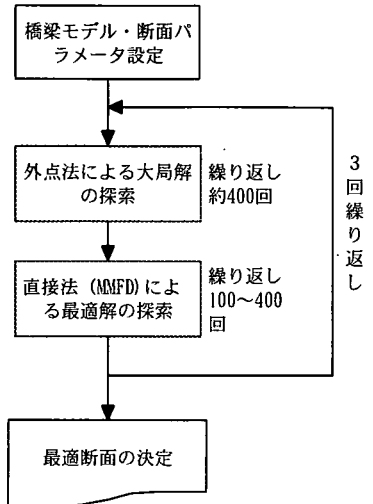 橋梁モデル・断面パ
ラメータ設定
外点法による大局解
の探索
繰り返し
約400回
直接法(MMFD)によ
る最適解の探索
繰り返し
100〜400
回
3回繰り返し
最適断面の決定